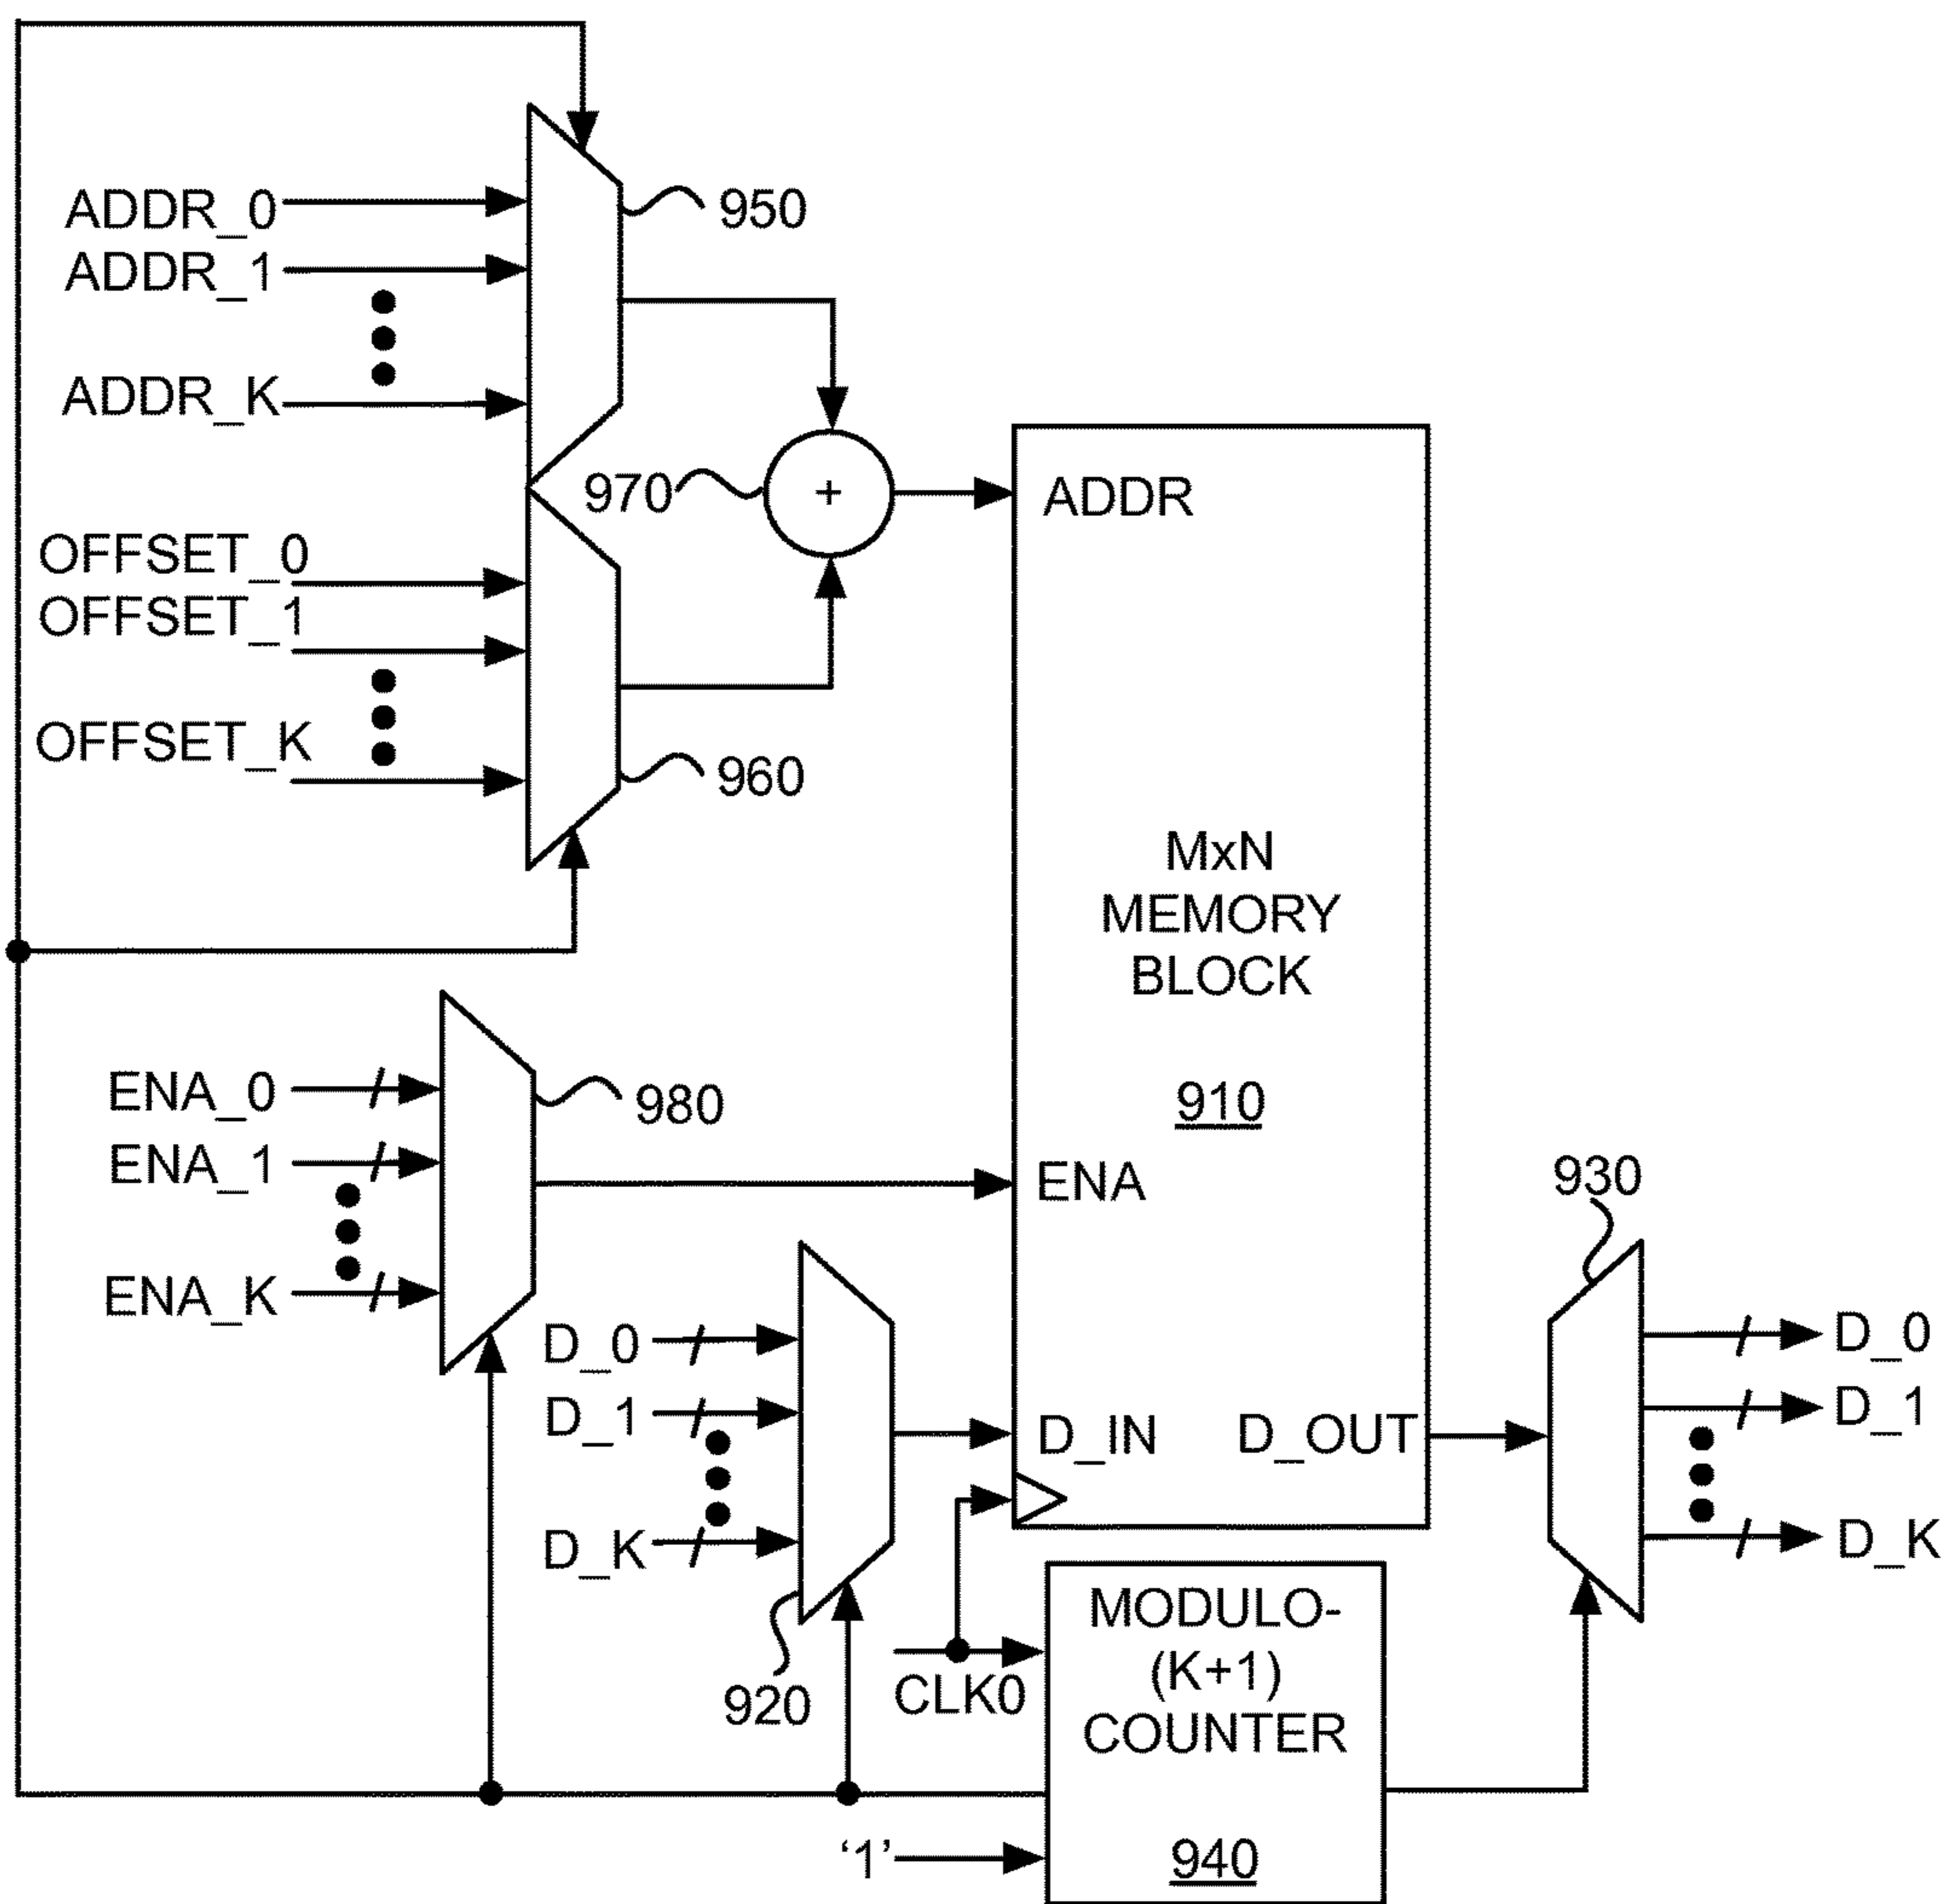 ADDR_0
950
ADDR_1
ADDR_K
970
+
ADDR
OFFSET_0
OFFSET_1
OFFSET_K
960
MxN
MEMORY
BLOCK
910
ENA_0
980
ENA_1
ENA
930
ENA_K
D_0
D_0
D_1
D_IN
D_OUT
D_1
D_K
D_K
920
CLK0
MODULO-
(K+1)
COUNTER
‘1’
940